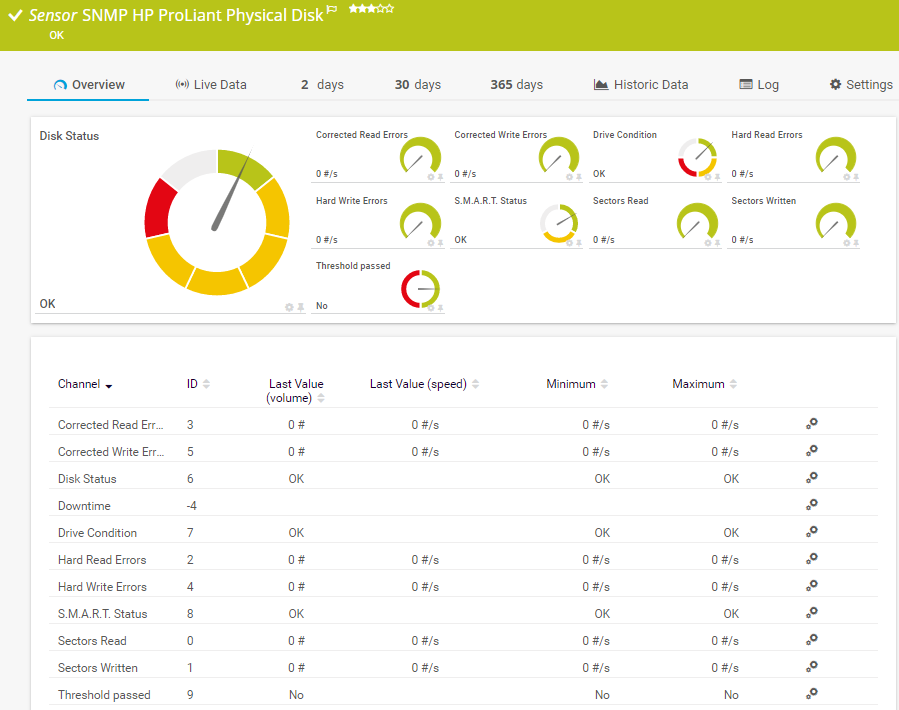 Sensor SNMP HP ProLiant Physical Disk
OK
Overview
Live Data
2 days
30 days
365 days
Historic Data
Log
Settings
Disk Status
OK
Corrected Read Errors
0 #/s
Corrected Write Errors
0 #/s
Drive Condition
OK
Hard Read Errors
0 #/s
Hard Write Errors
0 #/s
S.M.A.R.T. Status
OK
Sectors Read
0 #/s
Sectors Written
0 #/s
Threshold passed
No
Channel ID Last Value (volume) Last Value (speed) Minimum Maximum
Corrected Read Err... 3 0 # 0 #/s 0 #/s 0 #/s
Corrected Write Err... 5 0 # 0 #/s 0 #/s 0 #/s
Disk Status 6 OK OK OK
Downtime -4
Drive Condition 7 OK OK OK
Hard Read Errors 2 0 # 0 #/s 0 #/s 0 #/s
Hard Write Errors 4 0 # 0 #/s 0 #/s 0 #/s
S.M.A.R.T. Status 8 OK OK OK
Sectors Read 0 0 # 0 #/s 0 #/s 0 #/s
Sectors Written 1 0 # 0 #/s 0 #/s 0 #/s
Threshold passed 9 No No No